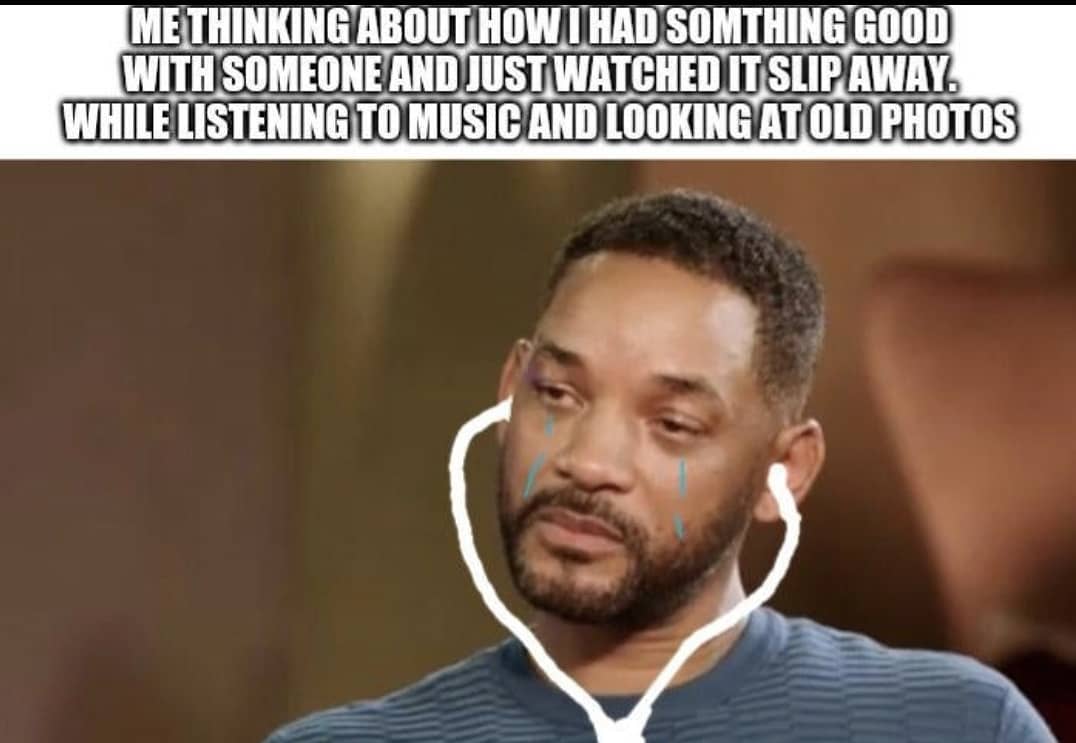 ME THINKING ABOUT HOW I HAD SOMTHING GOOD
WITH SOMEONE AND JUST WATCHED IT SLIP AWAY.
WHILE LISTENING TO MUSIC AND LOOKING AT OLD PHOTOS